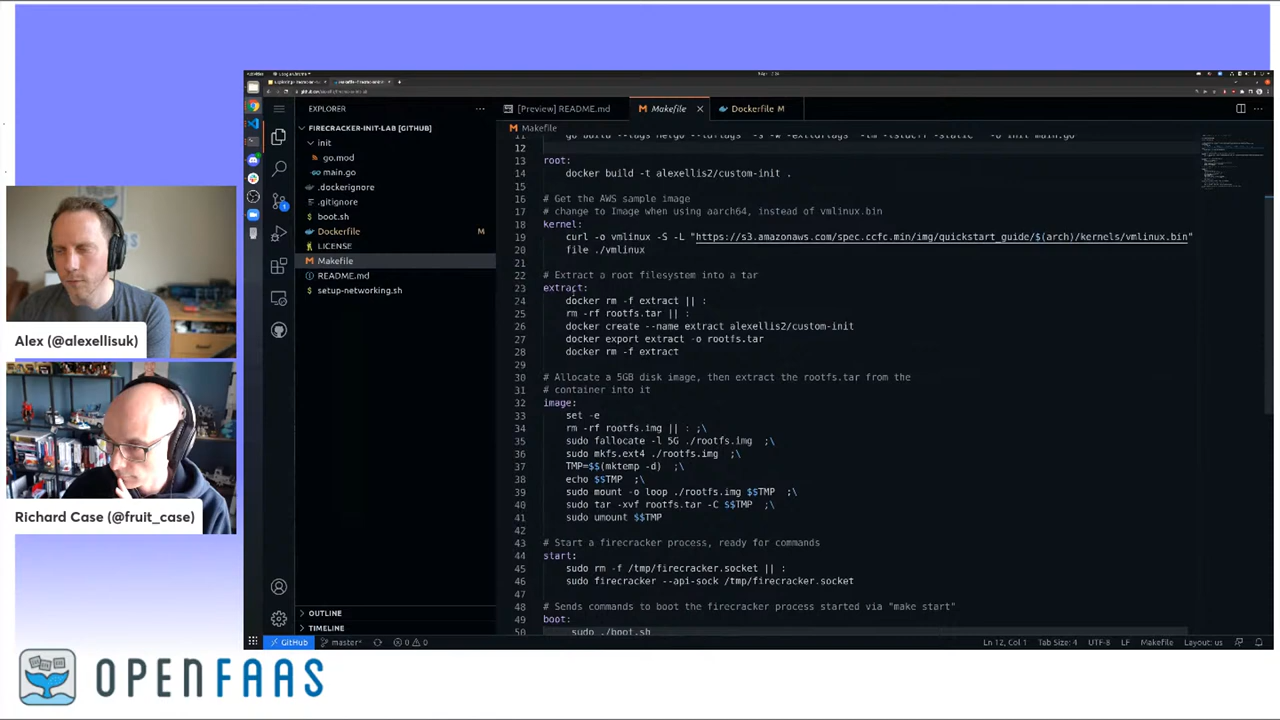 EXPLORER
[Preview] README.md
Makefile
Dockerfile M
FIRECRACKER-INIT-LAB [GITHUB]
Makefile
init
go.mod
main.go
.dockerignore
.gitignore
boot.sh
Dockerfile M
LICENSE
Makefile
README.md
setup-networking.sh
OUTLINE
TIMELINE
12
13 root:
14 docker build -t alexellis2/custom-init .
15
16 # Get the AWS sample image
17 # change to Image when using aarch64, instead of vmlinux.bin
18 kernel:
19 curl -o vmlinux -S -L "https://s3.amazonaws.com/spec.ccfc.min/img/quickstart_guide/$(arch)/kernels/vmlinux.bin"
20 file ./vmlinux
21
22 # Extract a root filesystem into a tar
23 extract:
24 docker rm -f extract || :
25 rm -rf rootfs.tar || :
26 docker create --name extract alexellis2/custom-init
27 docker export extract -o rootfs.tar
28 docker rm -f extract
29
30 # Allocate a 5GB disk image, then extract the rootfs.tar from the
31 # container into it
32 image:
33 set -e
34 rm -rf rootfs.img || : ;\
35 sudo fallocate -l 5G ./rootfs.img ;\
36 sudo mkfs.ext4 ./rootfs.img ;\
37 TMP=$$(mktemp -d) ;\
38 echo $$TMP ;\
39 sudo mount -o loop ./rootfs.img $$TMP ;\
40 sudo tar -xvf rootfs.tar -C $$TMP ;\
41 sudo umount $$TMP
42
43 # Start a firecracker process, ready for commands
44 start:
45 sudo rm -f /tmp/firecracker.socket || :
46 sudo firecracker --api-sock /tmp/firecracker.socket
47
48 # Sends commands to boot the firecracker process started via "make start"
49 boot:
50 sudo ./boot.sh
GitHub master* 0 0
Ln 12, Col 1 Tab Size: 4 UTF-8 LF Makefile Layout: us
Alex (@alexellisuk)
Richard Case (@fruit_case)
OPENFAAS